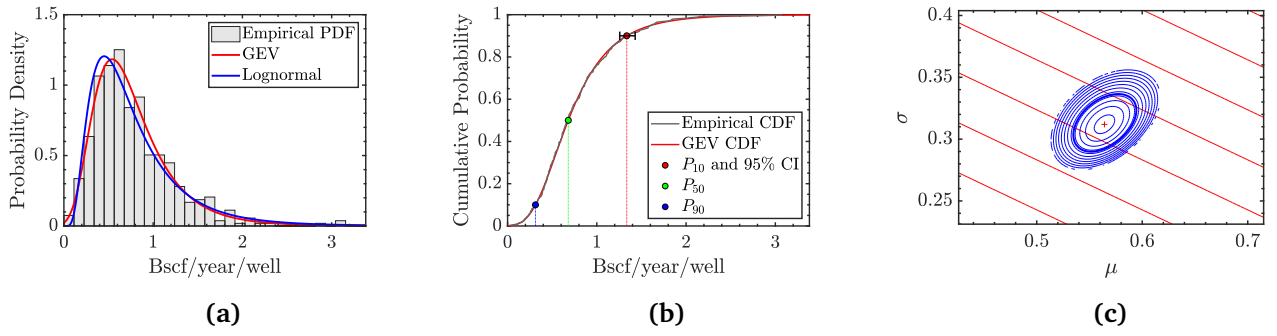 Probability Density
1.5
1
0.5
0
0 1 2 3
Bscf/year/well
Empirical PDF
GEV
Lognormal
(a)
Cumulative Probability
1
0.8
0.6
0.4
0.2
0
0 1 2 3
Bscf/year/well
Empirical CDF
GEV CDF
P10 and 95% CI
P50
P90
(b)
σ
0.4
0.35
0.3
0.25
0.5 0.6 0.7
μ
(c)